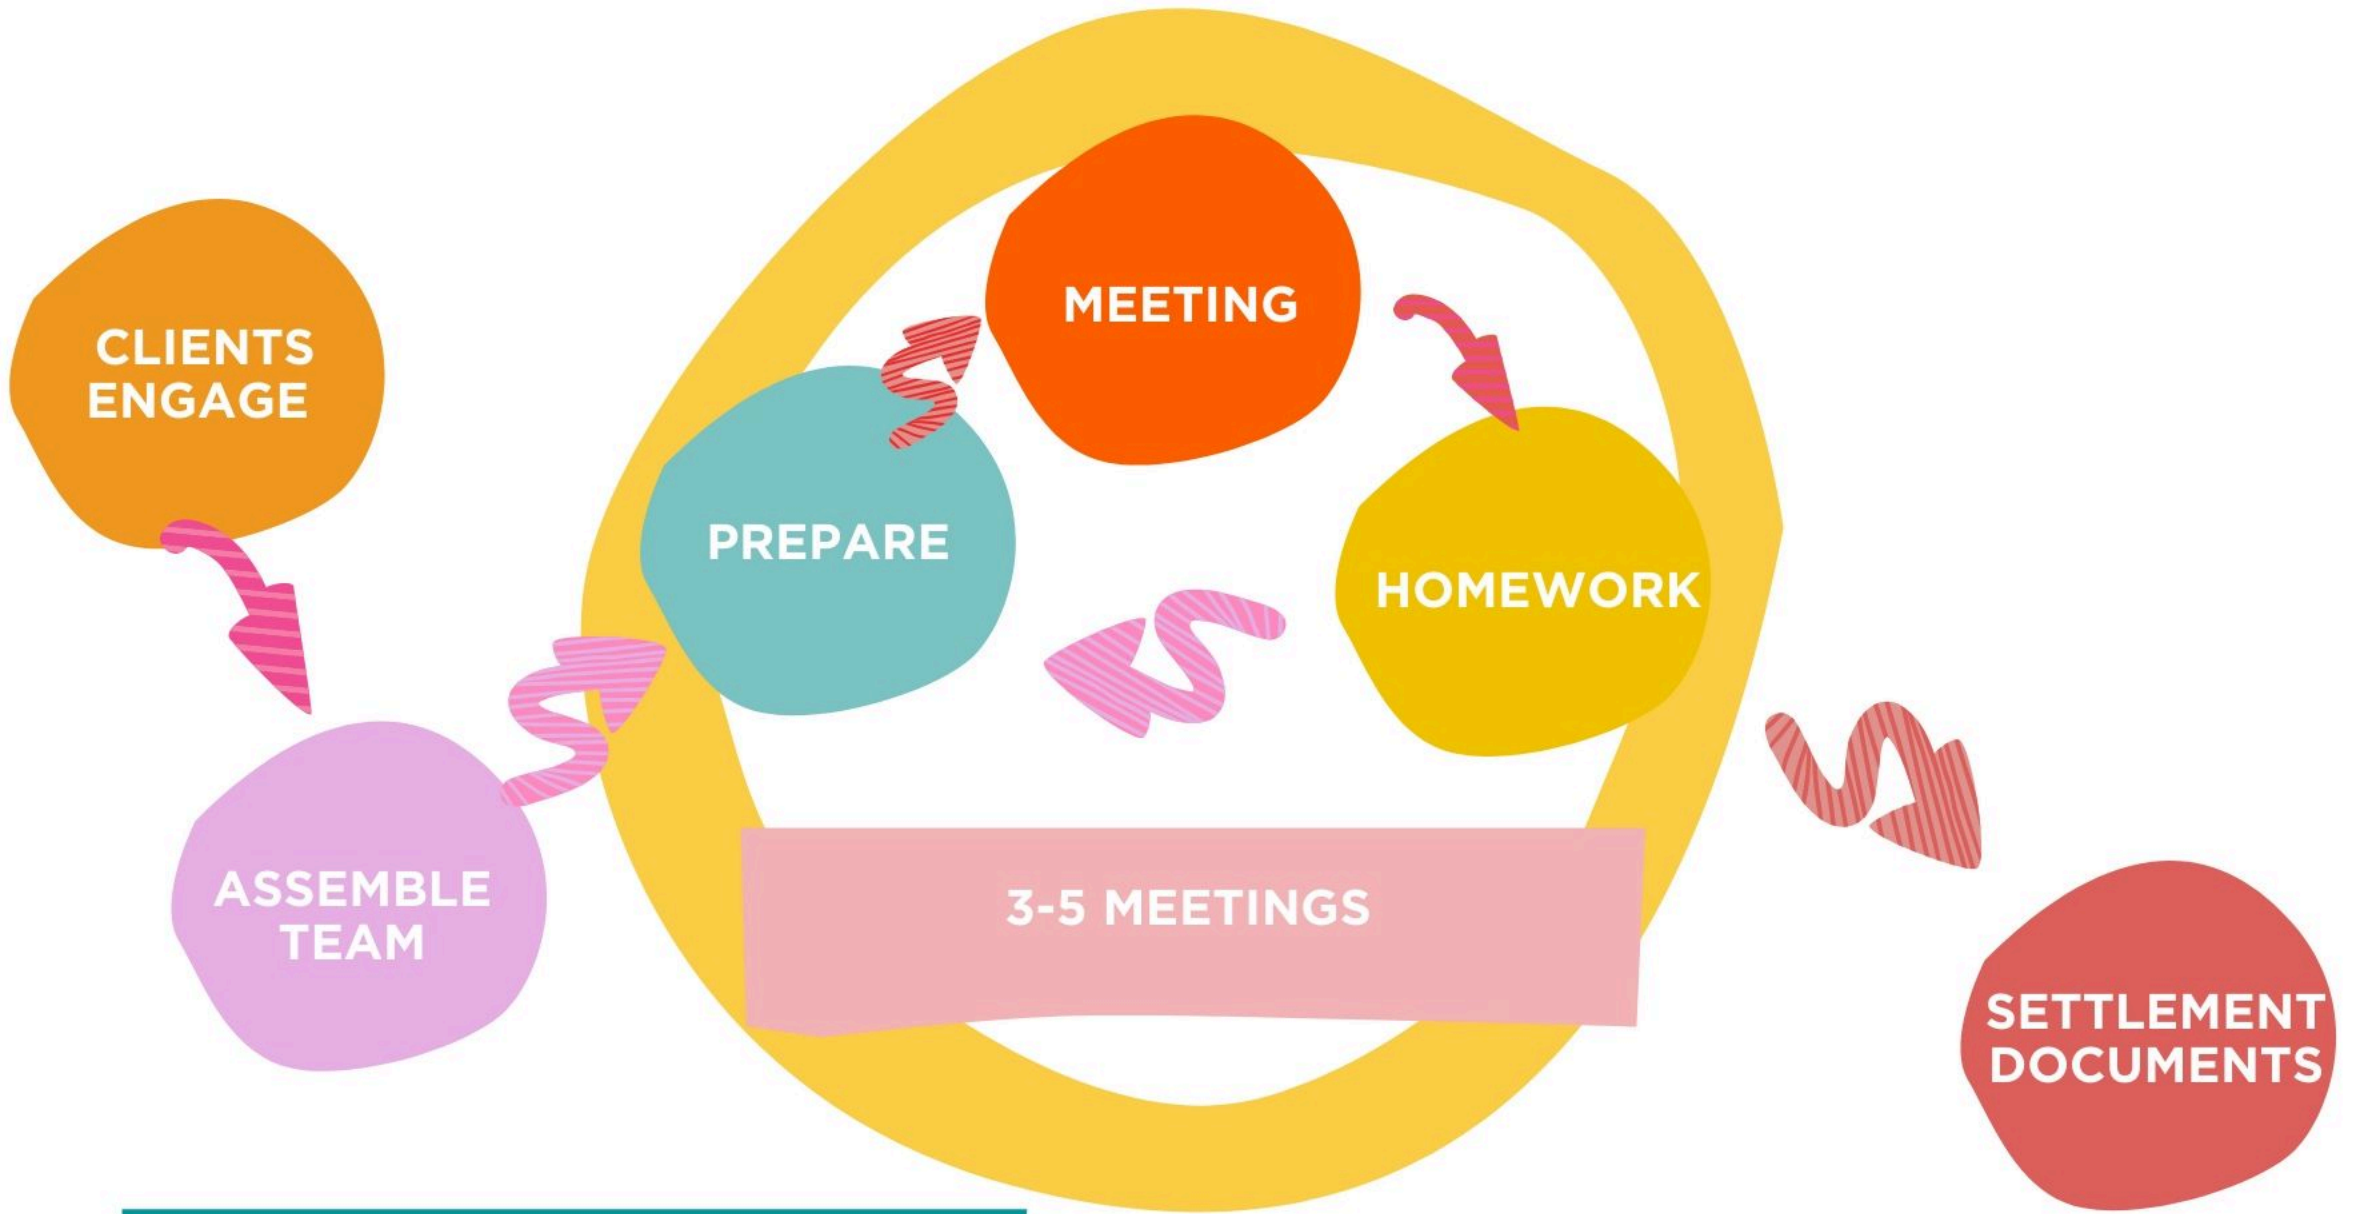 CLIENTS
ENGAGE
ASSEMBLE
TEAM
PREPARE
MEETING
HOMEWORK
3-5 MEETINGS
SETTLEMENT
DOCUMENTS